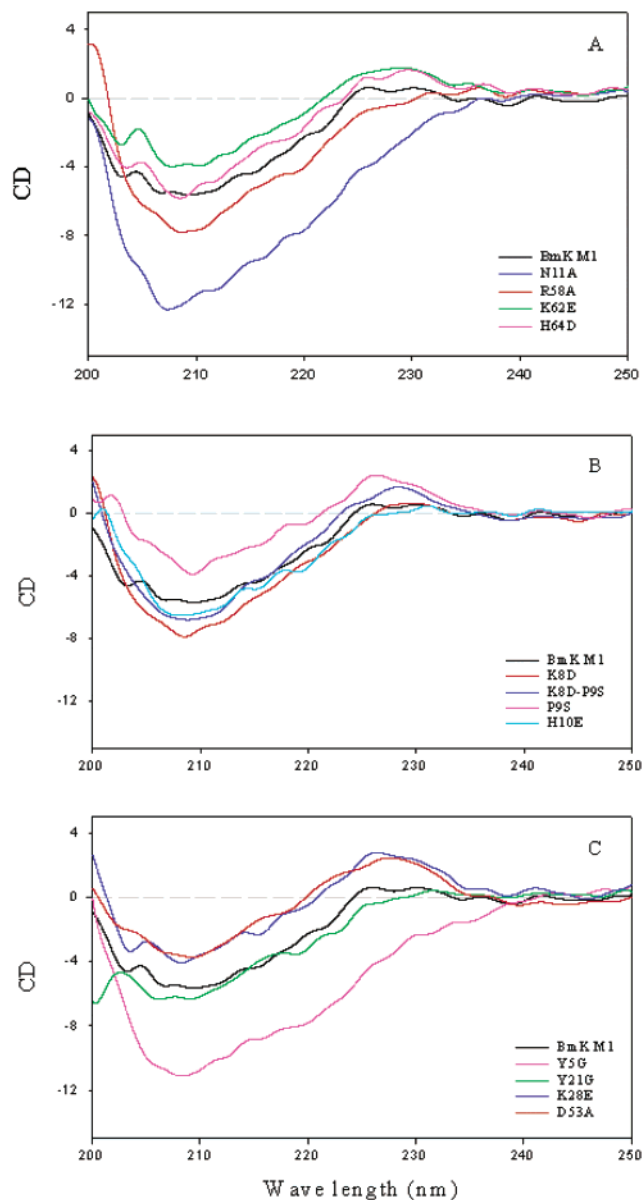 A
4
0
-4
-8
-12
CD
BmK M1
N11A
R58A
K62E
H64D
200 210 220 230 240 250
B
4
0
-4
-8
-12
CD
BmK M1
K8D
K8D-P9S
P9S
H10E
200 210 220 230 240 250
C
4
0
-4
-8
-12
CD
BmK M1
Y5G
Y21G
K28E
D53A
200 210 220 230 240 250
Wave length (nm)